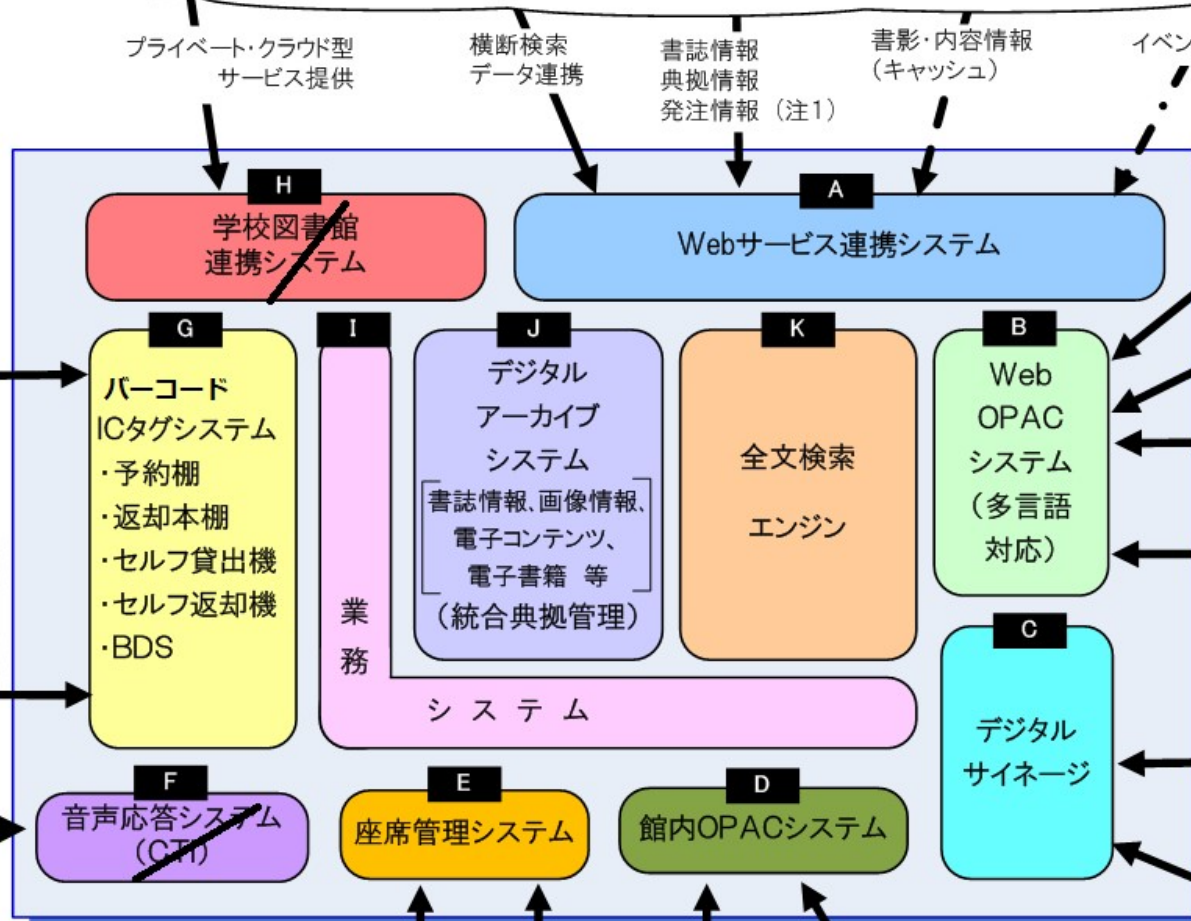 プライベート・クラウド型
サービス提供
横断検索
データ連携
書誌情報
典拠情報
発注情報（注1）
書影・内容情報
（キャッシュ）
イベン
H
学校図書館
連携システム
A
Webサービス連携システム
G
バーコード
ICタグシステム
・予約棚
・返却本棚
・セルフ貸出機
・セルフ返却機
・BDS
I
業
務
システム
J
デジタル
アーカイブ
システム
書誌情報、画像情報、
電子コンテンツ、
電子書籍 等
（統合典拠管理）
K
全文検索
エンジン
B
Web
OPAC
システム
（多言語
対応）
C
デジタル
サイネージ
F
音声応答システム
（CTI）
E
座席管理システム
D
館内OPACシステム